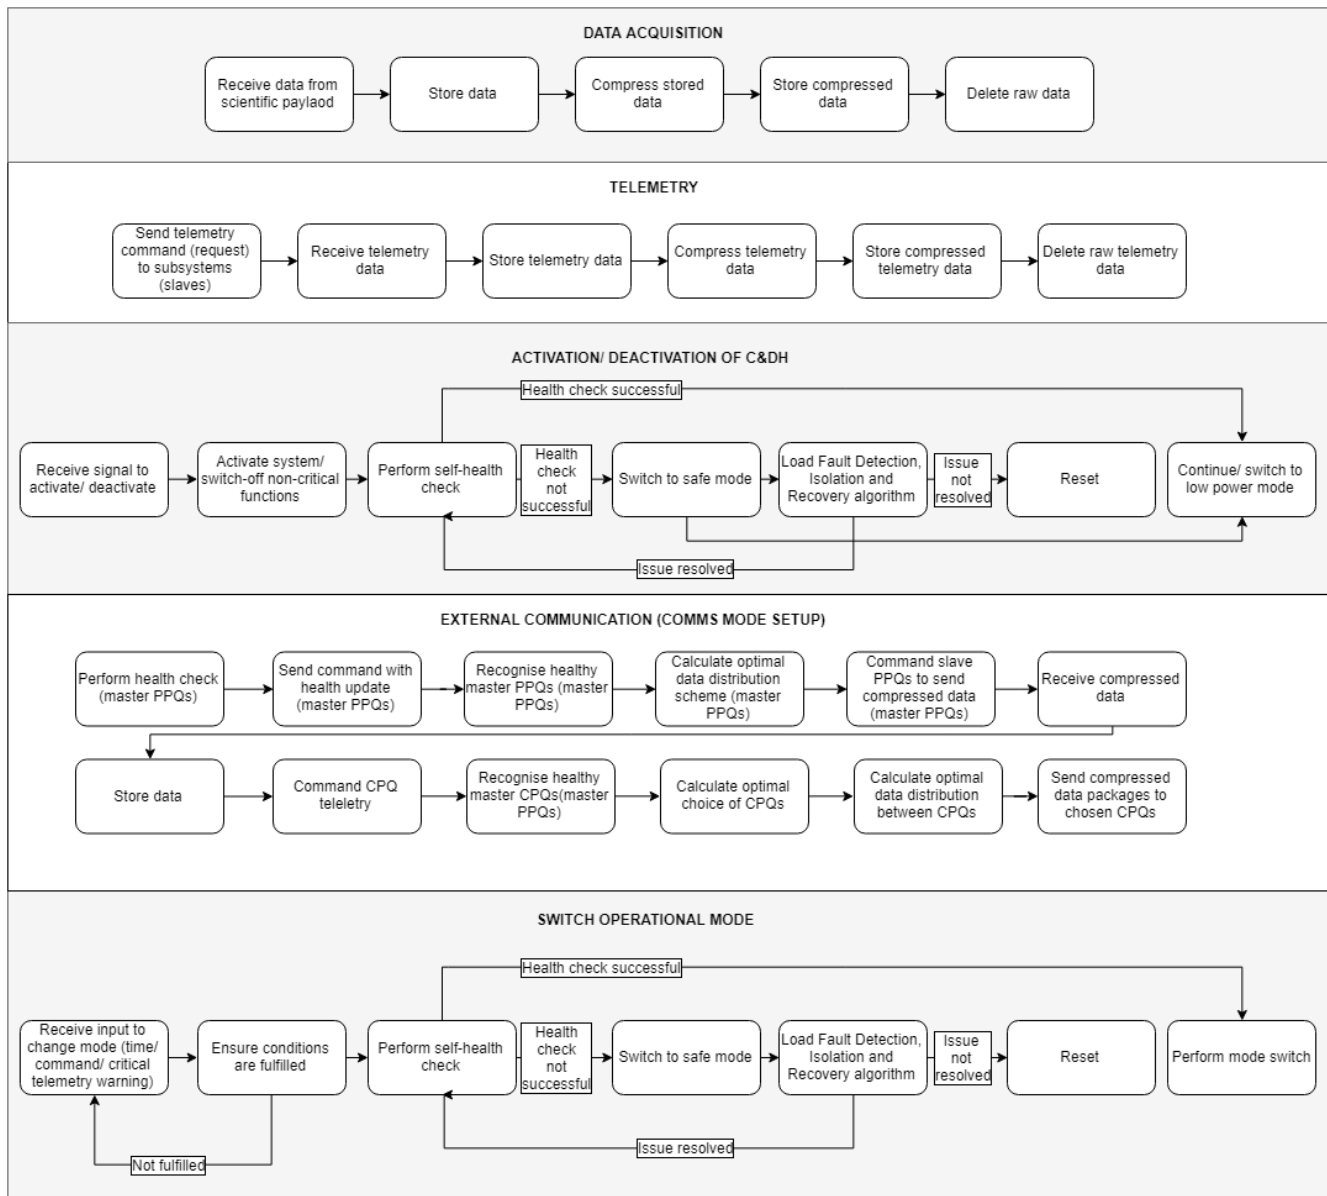 DATA ACQUISITION
Receive data from
scientific paylaod
Store data
Compress stored
data
Store compressed
data
Delete raw data
TELEMETRY
Send telemetry
command (request)
to subsystems
(slaves)
Receive telemetry
data
Store telemetry data
Compress telemetry
data
Store compressed
telemetry data
Delete raw telemetry
data
ACTIVATION/ DEACTIVATION OF C&DH
Health check successful
Receive signal to
activate/ deactivate
Activate system/
switch-off non-critical
functions
Perform self-health
check
Health
check
not
successful
Switch to safe mode
Load Fault Detection,
Isolation and
Recovery algorithm
Issue
not
resolved
Reset
Continue/ switch to
low power mode
Issue resolved
EXTERNAL COMMUNICATION (COMMS MODE SETUP)
Perform health check
(master PPQs)
Send command with
health update
(master PPQs)
Recognise healthy
master PPQs (master
PPQs)
Calculate optimal
data distribution
scheme (master
PPQs)
Command slave
PPQs to send
compressed data
(master PPQs)
Receive compressed
data
Store data
Command CPQ
teleletry
Recognise healthy
master CPQs(master
PPQs)
Calculate optimal
choice of CPQs
Calculate optimal
data distribution
between CPQs
Send compressed
data packages to
chosen CPQs
SWITCH OPERATIONAL MODE
Health check successful
Receive input to
change mode (time/
command/ critical
telemetry warning)
Ensure conditions
are fulfilled
Perform self-health
check
Health
check
not
successful
Switch to safe mode
Load Fault Detection,
Isolation and
Recovery algorithm
Issue
not
resolved
Reset
Perform mode switch
Issue resolved
Not fulfilled